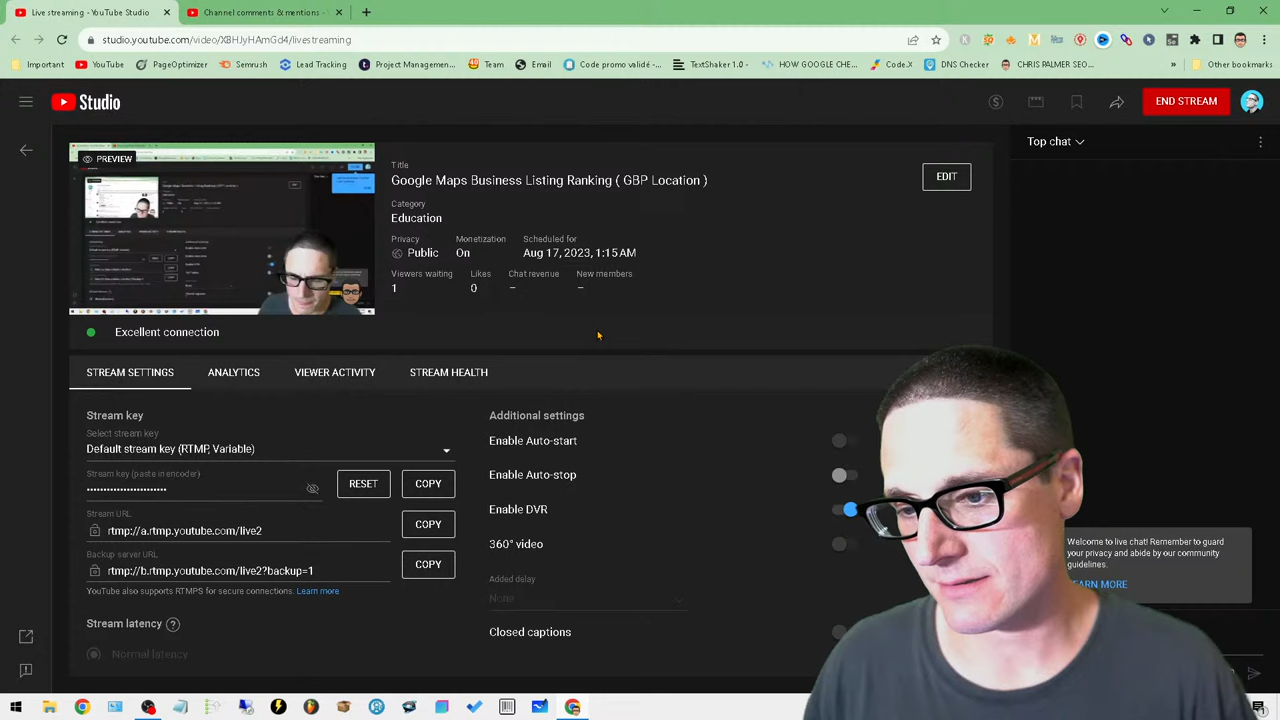 Live streaming - YouTube Studio
Channel comments & mentions -
studio.youtube.com/video/X8HJyHAmGd4/livestreaming
Important
YouTube
PageOptimizer
Semrush
Lead Tracking
Project Management...
Team
Email
Code promo validé -...
TextShaker 1.0 -
HOW GOOGLE CHE...
Code.X
DNS Checker
CHRIS PALMER SEO...
»
Other bookmarks
Studio
END STREAM
PREVIEW
Title
Google Maps Business Listing Ranking ( GBP Location )
EDIT
Category
Education
Privacy
Monetization
Scheduled for
Public
On
Aug 17, 2023, 1:15 AM
Viewers waiting
Likes
Chat revenue
New members
1
0
–
–
Top chat
Excellent connection
STREAM SETTINGS
ANALYTICS
VIEWER ACTIVITY
STREAM HEALTH
Stream key
Select stream key
Default stream key (RTMP, Variable)
Stream key (paste in encoder)
RESET
COPY
Stream URL
rtmp://a.rtmp.youtube.com/live2
COPY
Backup server URL
rtmp://b.rtmp.youtube.com/live2?backup=1
COPY
YouTube also supports RTMPS for secure connections. Learn more
Stream latency
Normal latency
Additional settings
Enable Auto-start
Enable Auto-stop
Enable DVR
360° video
Added delay
None
Closed captions
Welcome to live chat! Remember to guard
your privacy and abide by our community
guidelines.
MORE